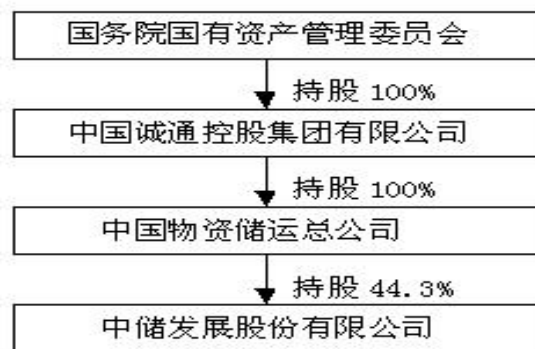 国务院国有资产管理委员会
持股 100%
中国诚通控股集团有限公司
持股 100%
中国物资储运总公司
持股 44.3%
中储发展股份有限公司